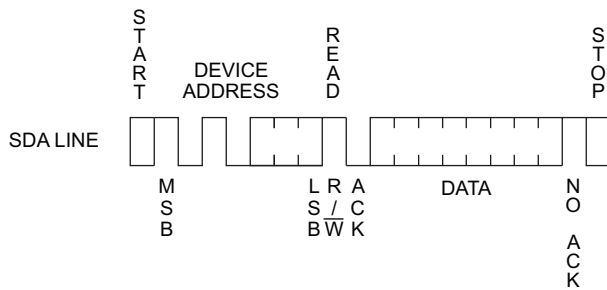 START
DEVICE
ADDRESS
READ
STOP
SDA LINE
MSB
LSB
R/W
ACK
DATA
NO ACK